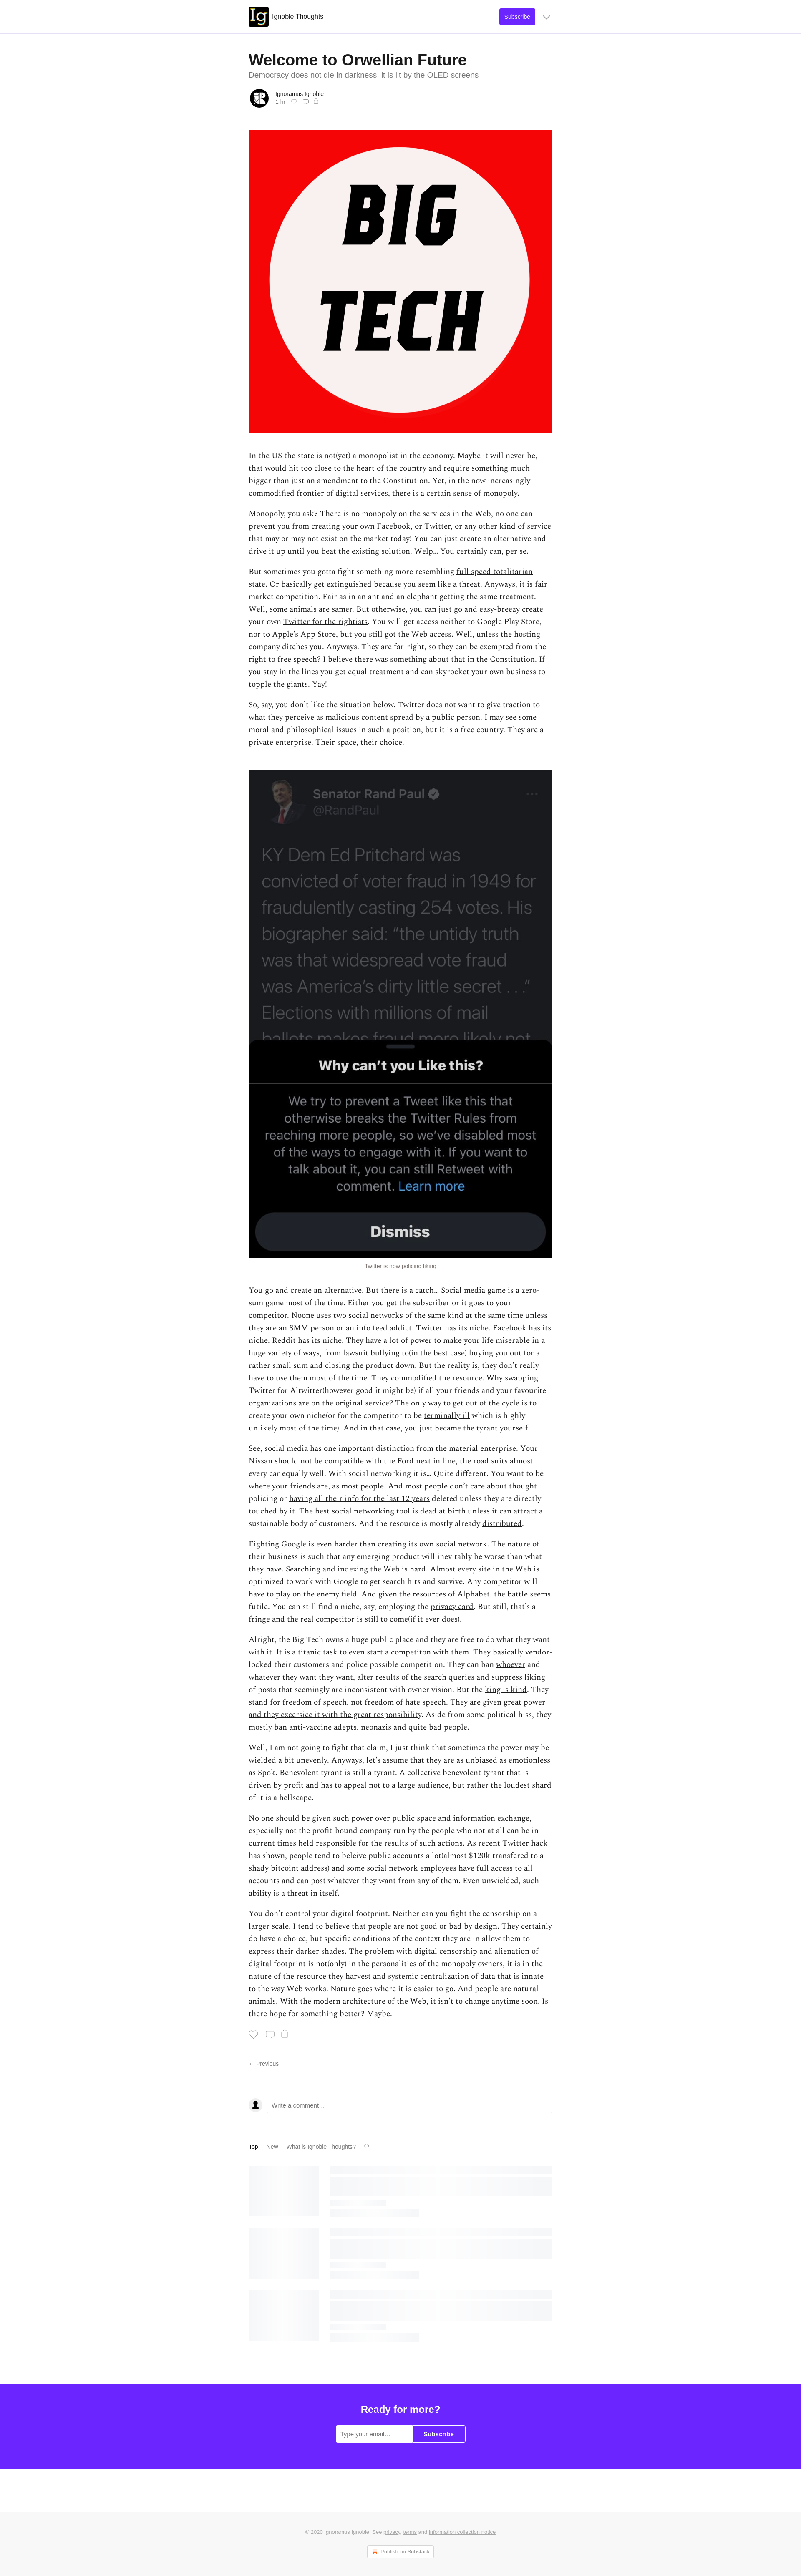 Ig Ignoble Thoughts
Subscribe
Welcome to Orwellian Future
Democracy does not die in darkness, it is lit by the OLED screens
Ignoramus Ignoble
1 hr
BIG
TECH
In the US the state is not(yet) a monopolist in the economy. Maybe it will never be,
that would hit too close to the heart of the country and require something much
bigger than just an amendment to the Constitution. Yet, in the now increasingly
commodified frontier of digital services, there is a certain sense of monopoly.
Monopoly, you ask? There is no monopoly on the services in the Web, no one can
prevent you from creating your own Facebook, or Twitter, or any other kind of service
that may or may not exist on the market today! You can just create an alternative and
drive it up until you beat the existing solution. Welp... You certainly can, per se.
But sometimes you gotta fight something more resembling full speed totalitarian
state. Or basically get extinguished because you seem like a threat. Anyways, it is fair
market competition. Fair as in an ant and an elephant getting the same treatment.
Well, some animals are samer. But otherwise, you can just go and easy-breezy create
your own Twitter for the rightists. You will get access neither to Google Play Store,
nor to Apple's App Store, but you still got the Web access. Well, unless the hosting
company ditches you. Anyways. They are far-right, so they can be exempted from the
right to free speech? I believe there was something about that in the Constitution. If
you stay in the lines you get equal treatment and can skyrocket your own business to
topple the giants. Yay!
So, say, you don't like the situation below. Twitter does not want to give traction to
what they perceive as malicious content spread by a public person. I may see some
moral and philosophical issues in such a position, but it is a free country. They are a
private enterprise. Their space, their choice.
Senator Rand Paul
@RandPaul
KY Dem Ed Pritchard was
convicted of voter fraud in 1949 for
fraudulently casting 254 votes. His
biographer said: "the untidy truth
was that widespread vote fraud
was America's dirty little secret . . ."
Elections with millions of mail
ballots makes fraud more likely not
Why can't you Like this?
We try to prevent a Tweet like this that
otherwise breaks the Twitter Rules from
reaching more people, so we've disabled most
of the ways to engage with it. If you want to
talk about it, you can still Retweet with
comment. Learn more
Dismiss
Twitter is now policing liking
You go and create an alternative. But there is a catch... Social media game is a zero-
sum game most of the time. Either you get the subscriber or it goes to your
competitor. Noone uses two social networks of the same kind at the same time unless
they are an SMM person or an info feed addict. Twitter has its niche. Facebook has its
niche. Reddit has its niche. They have a lot of power to make your life miserable in a
huge variety of ways, from lawsuit bullying to(in the best case) buying you out for a
rather small sum and closing the product down. But the reality is, they don't really
have to use them most of the time. They commodified the resource. Why swapping
Twitter for Altwitter(however good it might be) if all your friends and your favourite
organizations are on the original service? The only way to get out of the cycle is to
create your own niche(or for the competitor to be terminally ill which is highly
unlikely most of the time). And in that case, you just became the tyrant yourself.
See, social media has one important distinction from the material enterprise. Your
Nissan should not be compatible with the Ford next in line, the road suits almost
every car equally well. With social networking it is... Quite different. You want to be
where your friends are, as most people. And most people don't care about thought
policing or having all their info for the last 12 years deleted unless they are directly
touched by it. The best social networking tool is dead at birth unless it can attract a
sustainable body of customers. And the resource is mostly already distributed.
Fighting Google is even harder than creating its own social network. The nature of
their business is such that any emerging product will inevitably be worse than what
they have. Searching and indexing the Web is hard. Almost every site in the Web is
optimized to work with Google to get search hits and survive. Any competitor will
have to play on the enemy field. And given the resources of Alphabet, the battle seems
futile. You can still find a niche, say, employing the privacy card. But still, that's a
fringe and the real competitor is still to come(if it ever does).
Alright, the Big Tech owns a huge public place and they are free to do what they want
with it. It is a titanic task to even start a competiton with them. They basically vendor-
locked their customers and police possible competition. They can ban whoever and
whatever they want they want, alter results of the search queries and suppress liking
of posts that seemingly are inconsistent with owner vision. But the king is kind. They
stand for freedom of speech, not freedom of hate speech. They are given great power
and they excersice it with the great responsibility. Aside from some political hiss, they
mostly ban anti-vaccine adepts, neonazis and quite bad people.
Well, I am not going to fight that claim, I just think that sometimes the power may be
wielded a bit unevenly. Anyways, let's assume that they are as unbiased as emotionless
as Spok. Benevolent tyrant is still a tyrant. A collective benevolent tyrant that is
driven by profit and has to appeal not to a large audience, but rather the loudest shard
of it is a hellscape.
No one should be given such power over public space and information exchange,
especially not the profit-bound company run by the people who not at all can be in
current times held responsible for the results of such actions. As recent Twitter hack
has shown, people tend to beleive public accounts a lot(almost $120k transfered to a
shady bitcoint address) and some social network employees have full access to all
accounts and can post whatever they want from any of them. Even unwielded, such
ability is a threat in itself.
You don't control your digital footprint. Neither can you fight the censorship on a
larger scale. I tend to believe that people are not good or bad by design. They certainly
do have a choice, but specific conditions of the context they are in allow them to
express their darker shades. The problem with digital censorship and alienation of
digital footprint is not(only) in the personalities of the monopoly owners, it is in the
nature of the resource they harvest and systemic centralization of data that is innate
to the way Web works. Nature goes where it is easier to go. And people are natural
animals. With the modern architecture of the Web, it isn't to change anytime soon. Is
there hope for something better? Maybe.
← Previous
Write a comment...
Top New What is Ignoble Thoughts?
Ready for more?
Type your email...
Subscribe
© 2020 Ignoramus Ignoble. See privacy, terms and information collection notice
Publish on Substack